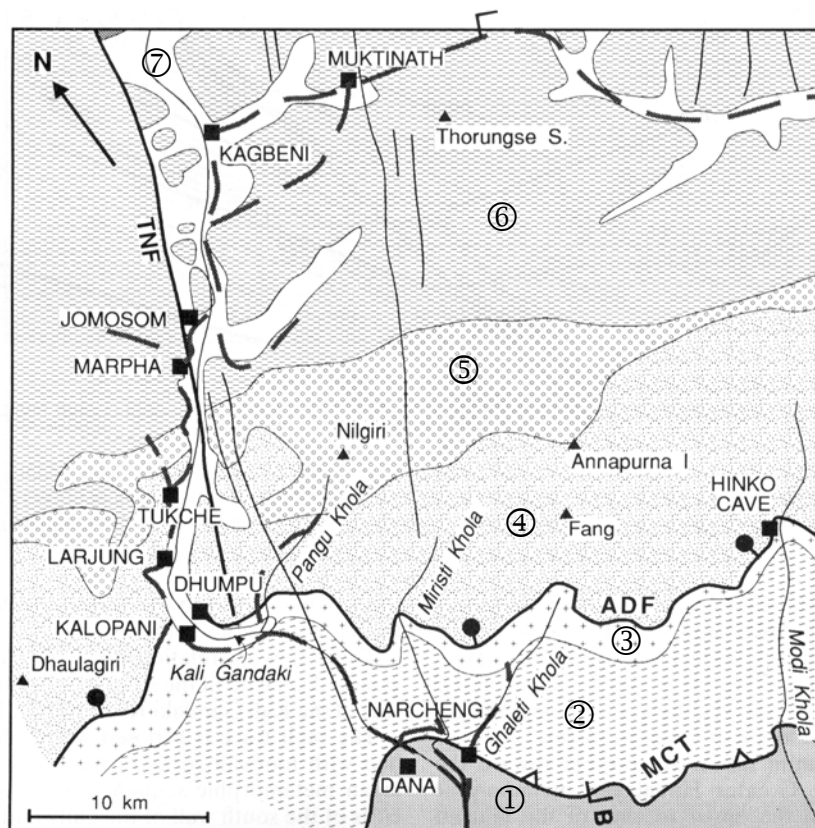 ⑦
MUKTINATH
N
Thorungse S.
KAGBENI
⑥
TNF
JOMOSOM
MARPHA
⑤
Nilgiri
Annapurna I
HINKO
CAVE
TUKCHE
Pangu Khola
Miristi Khola
④
Fang
LARJUNG
DHUMPU
ADF
KALOPANI
③
Dhaulagiri
Kali Gandaki
Modi Khola
NARCHENG
Ghaleti Khola
②
MCT
DANA
①
B
10 km